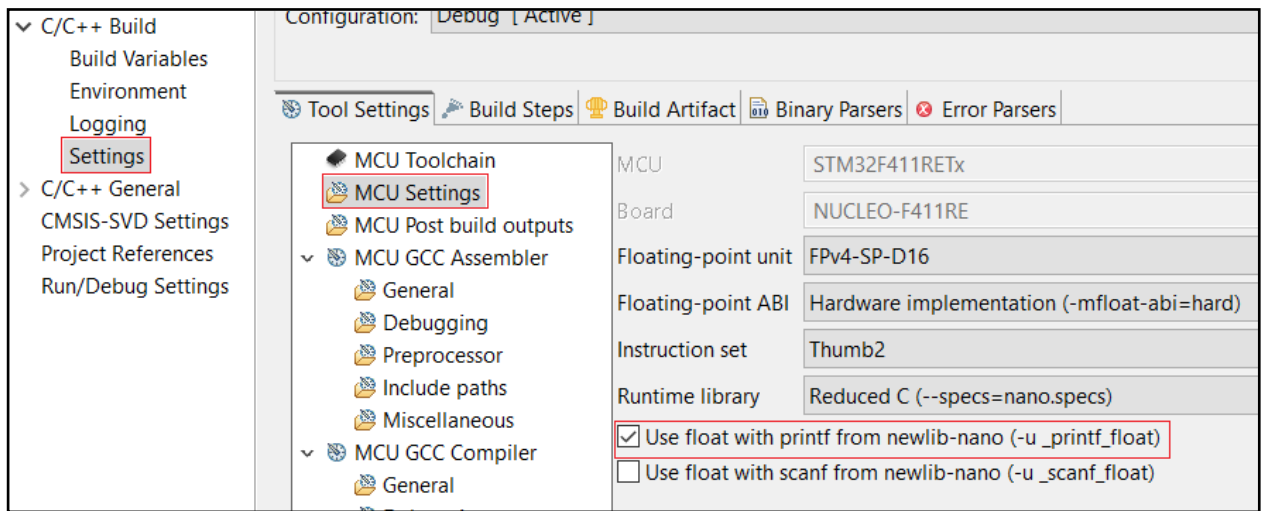 Configuration: Debug [ Active ]
C/C++ Build
Build Variables
Environment
Logging
Settings
C/C++ General
CMSIS-SVD Settings
Project References
Run/Debug Settings
Tool Settings Build Steps Build Artifact Binary Parsers Error Parsers
MCU Toolchain
MCU Settings
MCU Post build outputs
MCU GCC Assembler
General
Debugging
Preprocessor
Include paths
Miscellaneous
MCU GCC Compiler
General
MCU STM32F411RETx
Board NUCLEO-F411RE
Floating-point unit FPv4-SP-D16
Floating-point ABI Hardware implementation (-mfloat-abi=hard)
Instruction set Thumb2
Runtime library Reduced C (--specs=nano.specs)
Use float with printf from newlib-nano (-u _printf_float)
Use float with scanf from newlib-nano (-u _scanf_float)